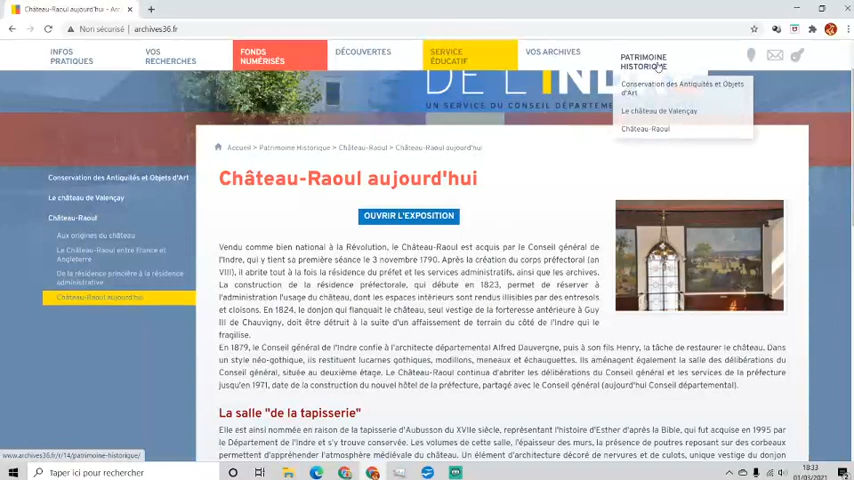 Château-Raoul aujourd'hui - Arc
Non sécurisé | archives36.fr
INFOS
PRATIQUES
VOS
RECHERCHES
FONDS
NUMÉRISÉS
DÉCOUVERTES
SERVICE
ÉDUCATIF
VOS ARCHIVES
PATRIMOINE
HISTORIQUE
Conservation des Antiquités et Objets
d'Art
Le château de Valençay
Château-Raoul
DE L'INDRE
UN SERVICE DU CONSEIL DÉPARTEME
Accueil > Patrimoine Historique > Château-Raoul > Château-Raoul aujourd'hui
Conservation des Antiquités et Objets d'Art
Le château de Valençay
Château-Raoul
Aux origines du château
Le Château-Raoul entre France et
Angleterre
De la résidence princière à la résidence
administrative
Château-Raoul aujourd'hui
Château-Raoul aujourd'hui
OUVRIR L'EXPOSITION
Vendu comme bien national à la Révolution, le Château-Raoul est acquis par le Conseil général de
l'Indre, qui y tient sa première séance le 3 novembre 1790. Après la création du corps préfectoral (an
VIII), il abrite tout à la fois la résidence du préfet et les services administratifs, ainsi que les archives.
La construction de la résidence préfectorale, qui débute en 1823, permet de réserver à
l'administration l'usage du château, dont les espaces intérieurs sont rendus illisibles par des entresols
et cloisons. En 1824, le donjon qui flanquait le château, seul vestige de la forteresse antérieure à Guy
III de Chauvigny, doit être détruit à la suite d'un affaissement de terrain du côté de l'Indre qui le
fragilise.
En 1879, le Conseil général de l'Indre confie à l'architecte départemental Alfred Dauvergne, puis à son fils Henry, la tâche de restaurer le château. Dans
un style néo-gothique, ils restituent lucarnes gothiques, modillons, meneaux et échauguettes. Ils aménagent également la salle des délibérations du
Conseil général, située au deuxième étage. Le Château-Raoul continua d'abriter les délibérations du Conseil général et les services de la préfecture
jusqu'en 1971, date de la construction du nouvel hôtel de la préfecture, partagé avec Conseil général (aujourd'hui Conseil départemental).
La salle "de la tapisserie"
Elle est ainsi nommée en raison de la tapisserie d'Aubusson du XVIIe siècle, représentant l'histoire d'Esther d'après la Bible, qui fut acquise en 1995 par
le Département de l'Indre et s'y trouve conservée. Les volumes de cette salle, l'épaisseur des murs, la présence de poutres reposant sur des corbeaux
permettent d'appréhender l'atmosphère médiévale du château. Un élément d'architecture décoré de nervures et de culots, unique vestige du donjon
www.archives36.fr/r/14/patrimoine-historique/
Taper ici pour rechercher
18:33
01/03/2021